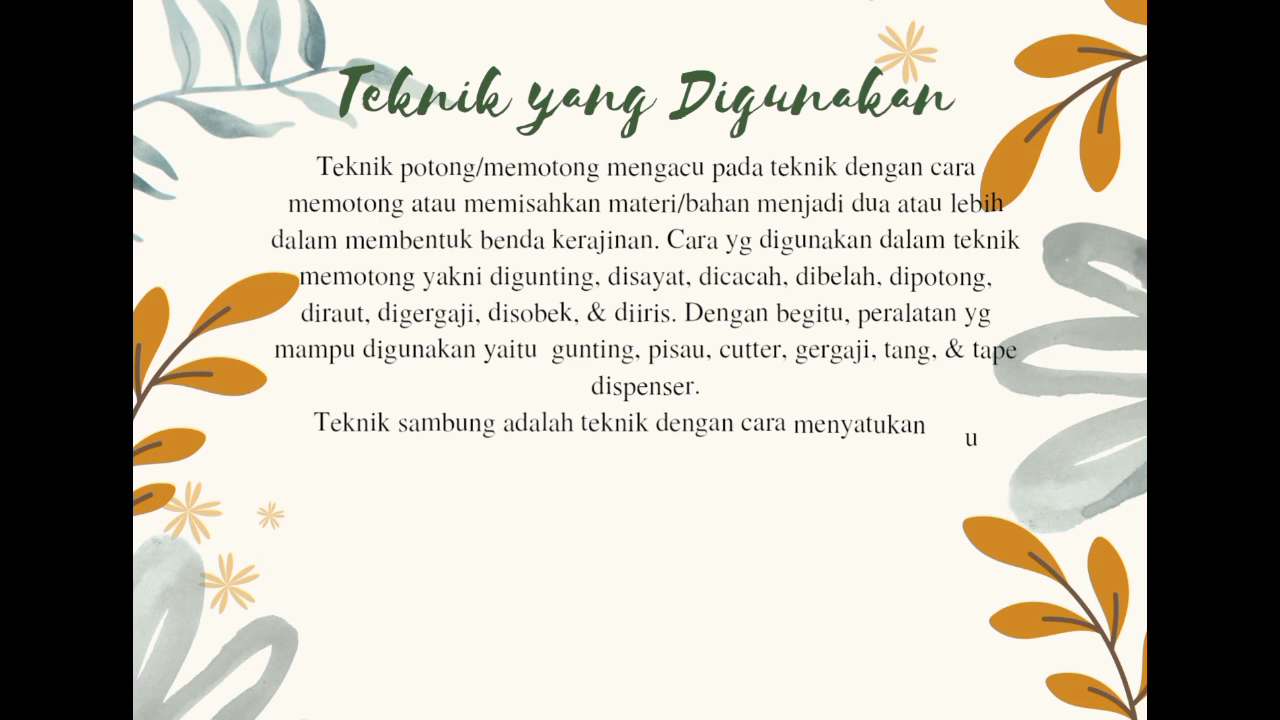 Teknik yang Digunakan
Teknik potong/memotong mengacu pada teknik dengan cara
memotong atau memisahkan materi/bahan menjadi dua atau lebih
dalam membentuk benda kerajinan. Cara yg digunakan dalam teknik
memotong yakni digunting, disayat, dicacah, dibelah, dipotong,
diraut, digergaji, disobek, & diiris. Dengan begitu, peralatan yg
mampu digunakan yaitu  gunting, pisau, cutter, gergaji, tang, & tape
dispenser.
Teknik sambung adalah teknik dengan cara menyatukan u